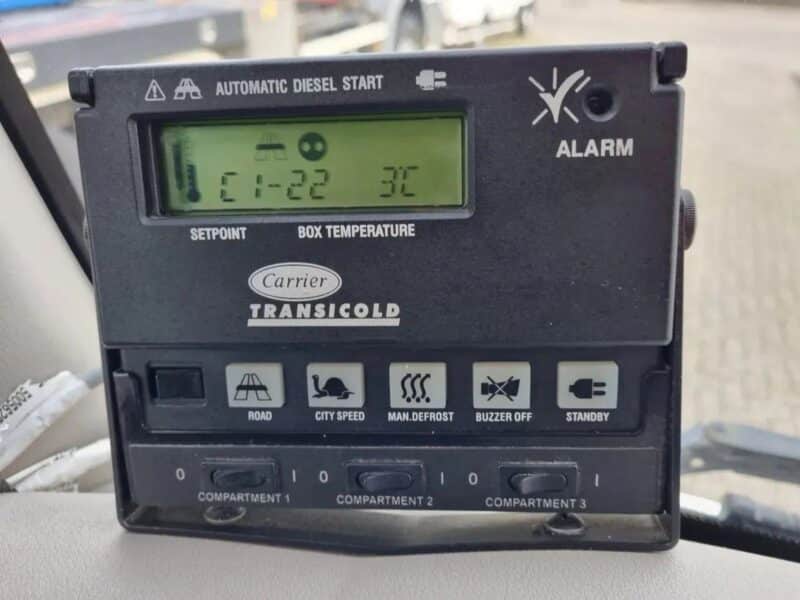 AUTOMATIC DIESEL START
ALARM
C1-22 3C
SETPOINT BOX TEMPERATURE
Carrier
TRANSICOLD
ROAD CITY SPEED MAN.DEFROST BUZZER OFF STANDBY
0 I 0 I 0 I
COMPARTMENT 1 COMPARTMENT 2 COMPARTMENT 3